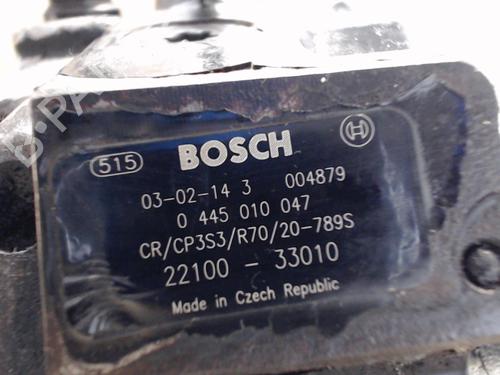 515 BOSCH
03-02-14 3 004879
0 445 010 047
CR/CP3S3/R70/20-789S
22100 - 33010
Made in Czech Republic